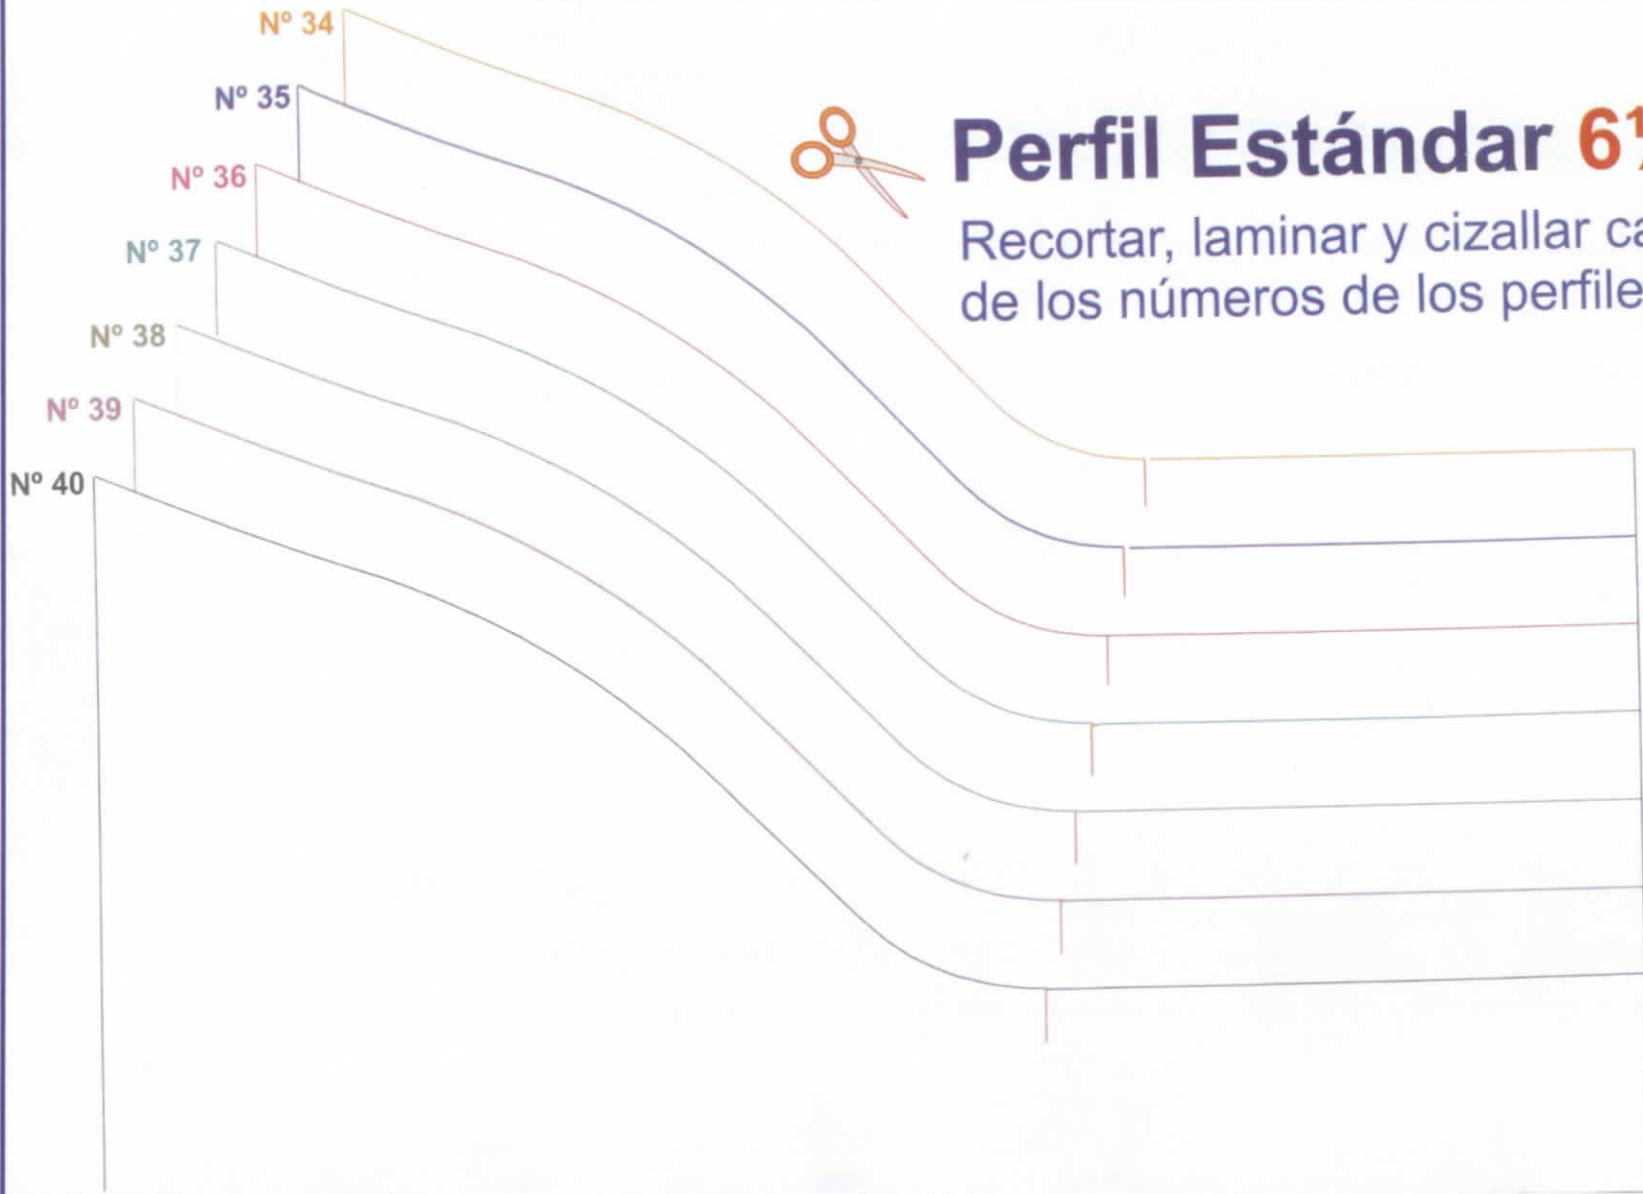 Nº 34
Nº 35
Nº 36
Nº 37
Nº 38
Nº 39
Nº 40
Perfil Estándar
Recortar, laminar y cizallar
de los números de los